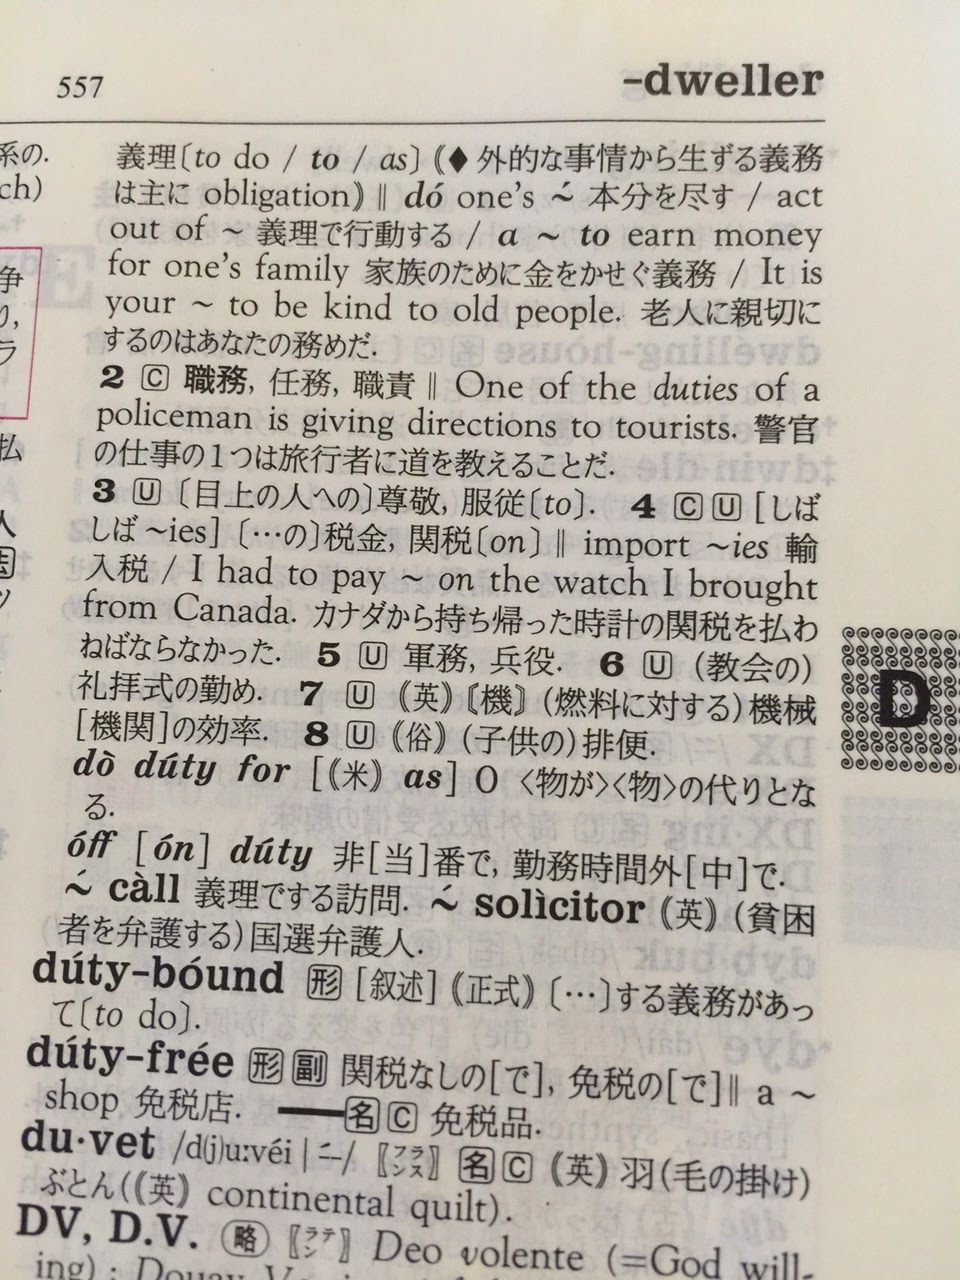 557
-dweller
系の.
ch)
争
り,
ラ
払
人
義理〔to do / to / as〕(◆外的な事情から生ずる義務
は主に obligation) ‖ dó one's ~́ 本分を尽す / act
out of ~ 義理で行動する / a ~ to earn money
for one's family 家族のために金をかせぐ義務 / It is
your ~ to be kind to old people. 老人に親切に
するのはあなたの務めだ.
2 C 職務, 任務, 職責 ‖ One of the duties of a
policeman is giving directions to tourists. 警官
の仕事の1つは旅行者に道を教えることだ.
3 U 〔目上の人への〕尊敬, 服従〔to〕. 4 C U [しば
しば ~ies] 〔…の〕税金, 関税〔on〕 ‖ import ~ies 輸
入税 / I had to pay ~ on the watch I brought
from Canada. カナダから持ち帰った時計の関税を払わ
ねばならなかった. 5 U 軍務, 兵役. 6 U (教会の)
礼拝式の勤め. 7 U 《英》〘機〙(燃料に対する) 機械
[機関]の効率. 8 U 《俗》(子供の) 排便.
dò dúty for [《米》 as] O 〈物が〉〈物〉の代りとな
る.
óff [ón] dúty 非[当]番で, 勤務時間外[中]で.
~́ càll 義理でする訪問. ~́ solìcitor 《英》 (貧困
者を弁護する) 国選弁護人.
dúty-bóund 形 [叙述] 《正式》 〔…〕する義務があっ
て〔to do〕.
dúty-frée 形 副 関税なしの[で], 免税の[で] ‖ a ~
shop 免税店. ━━名 C 免税品.
du·vet /d(j)uːvéi | ⸗́-/ 〖フランス〗 名 C 《英》 羽(毛の掛け)
ぶとん(《英》 continental quilt).
DV, D.V. 略 〖ラテン〗 Deo volente (=God will-
ing) ; Douay
D